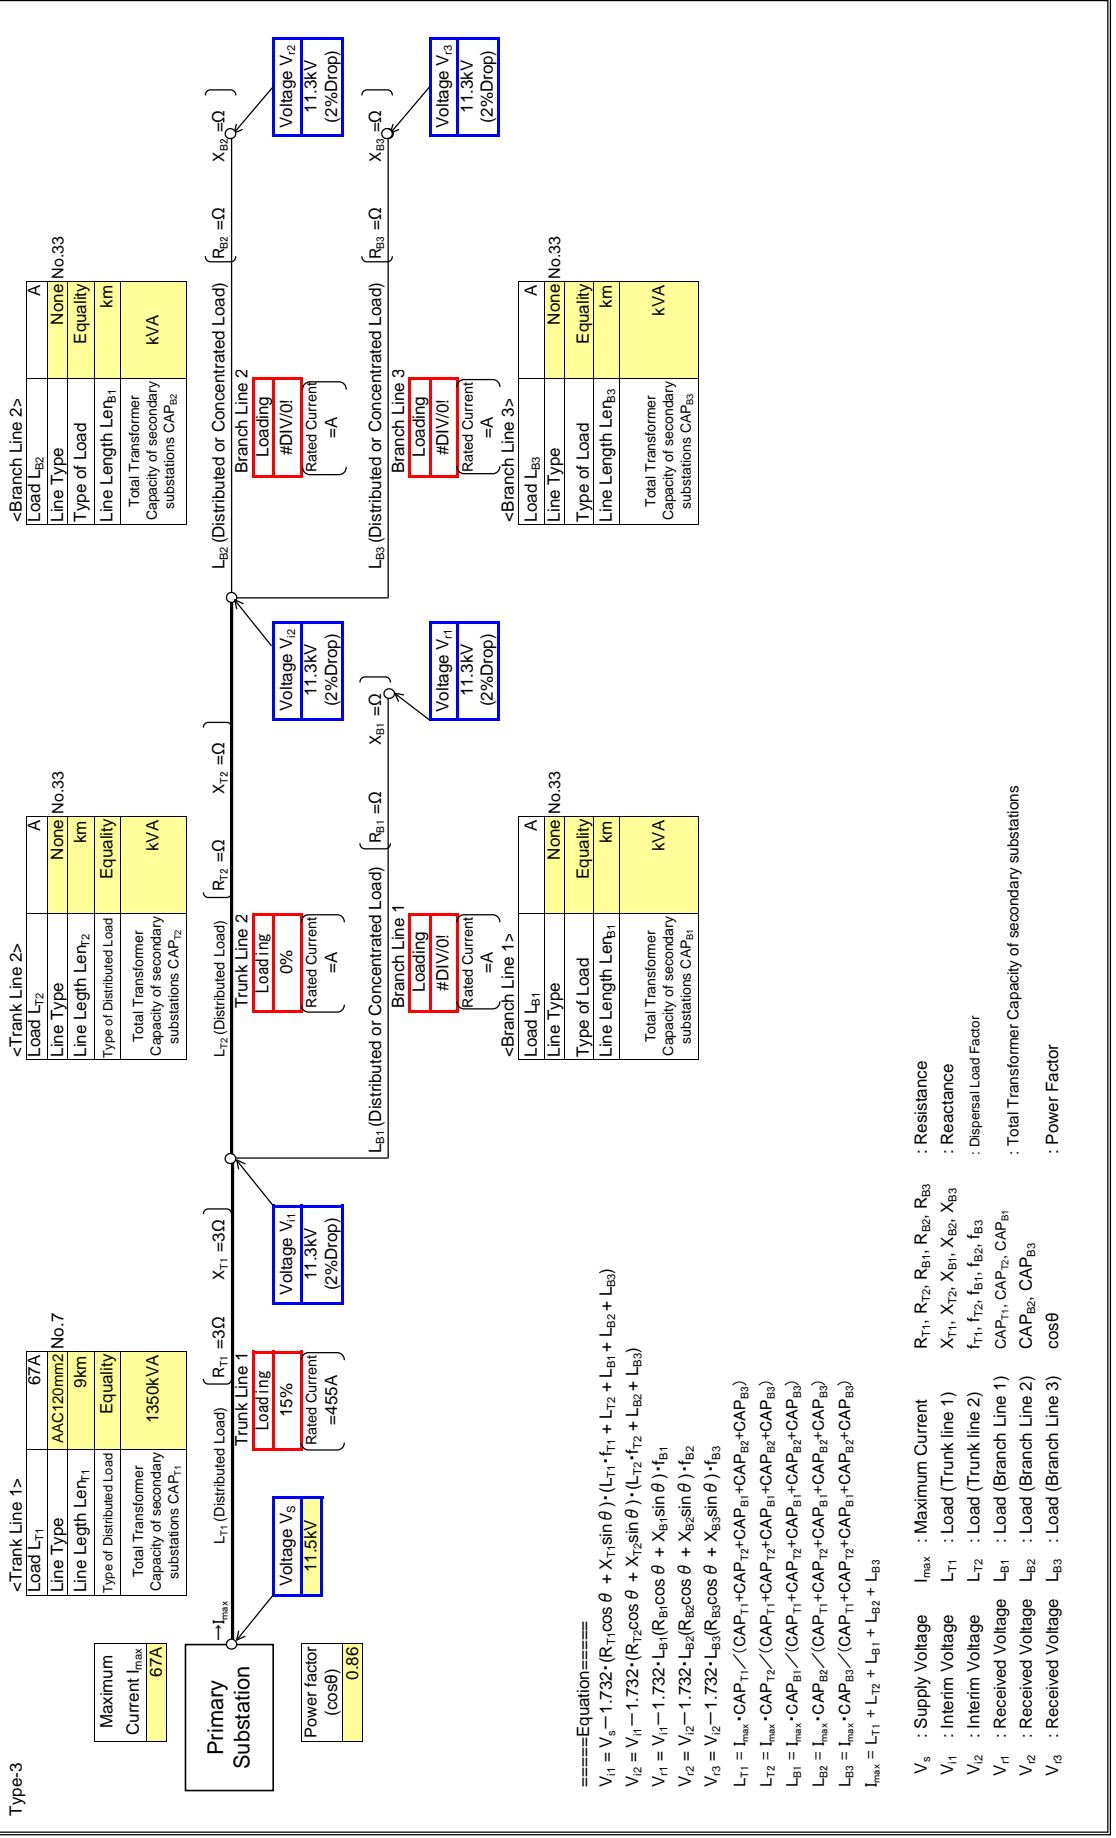 Type-3
Maximum
Current Imax
67A
Primary
Substation
Power factor
(cosθ)
0.86
→Imax
Voltage VS
11.5kV
<Trank Line 1>
Load LT1 67A
Line Type AAC120mm2 No.7
Line Length LenT1 9km
Type of Distributed Load Equality
Total Transformer
Capacity of secondary
substations CAPT1
1350kVA
LT1 (Distributed Load) RT1 =3Ω XT1 =3Ω
Trunk Line 1
Loading
15%
Rated Current
=455A
Voltage Vi1
11.3kV
(2%Drop)
<Trank Line 2>
Load LT2 A
Line Type None No.33
Line Legth LenT2 km
Type of Distributed Load Equality
Total Transformer
Capacity of secondary
substations CAPT2
kVA
LT2 (Distributed Load) RT2 =Ω XT2 =Ω
Trunk Line 2
Loading
0%
Rated Current
=A
Voltage Vi2
11.3kV
(2%Drop)
LB1 (Distributed or Concentrated Load) RB1 =Ω XB1 =Ω
Branch Line 1
Loading
#DIV/0!
Rated Current
=A
Voltage Vr1
11.3kV
(2%Drop)
<Branch Line 1>
Load LB1 A
Line Type None No.33
Type of Load Equality
Line Length LenB1 km
Total Transformer
Capacity of secondary
substations CAPB1
kVA
<Branch Line 2>
Load LB2 A
Line Type None No.33
Type of Load Equality
Line Length LenB1 km
Total Transformer
Capacity of secondary
substations CAPB2
kVA
LB2 (Distributed or Concentrated Load) RB2 =Ω XB2 =Ω
Branch Line 2
Loading
#DIV/0!
Rated Current
=A
Voltage Vr2
11.3kV
(2%Drop)
LB3 (Distributed or Concentrated Load) RB3 =Ω XB3 =Ω
Branch Line 3
Loading
#DIV/0!
Rated Current
=A
Voltage Vr3
11.3kV
(2%Drop)
<Branch Line 3>
Load LB3 A
Line Type None No.33
Type of Load Equality
Line Length LenB3 km
Total Transformer
Capacity of secondary
substations CAPB3
kVA
=====Equation=====
Vi1 = Vs－1.732･(RT1cos θ + XT1sin θ)･(LT1･fT1 + LT2 + LB1 + LB2 + LB3)
Vi2 = Vi1－1.732･(RT2cos θ + XT2sin θ)･(LT2･fT2 + LB2 + LB3)
Vr1 = Vi1－1.732･LB1(RB1cos θ + XB1sin θ)･fB1
Vr2 = Vi2－1.732･LB2(RB2cos θ + XB2sin θ)･fB2
Vr3 = Vi2－1.732･LB3(RB3cos θ + XB3sin θ)･fB3
LT1 = Imax･CAPT1／(CAPT1+CAPT2+CAPB1+CAPB2+CAPB3)
LT2 = Imax･CAPT2／(CAPT1+CAPT2+CAPB1+CAPB2+CAPB3)
LB1 = Imax･CAPB1／(CAPT1+CAPT2+CAPB1+CAPB2+CAPB3)
LB2 = Imax･CAPB2／(CAPT1+CAPT2+CAPB1+CAPB2+CAPB3)
LB3 = Imax･CAPB3／(CAPT1+CAPT2+CAPB1+CAPB2+CAPB3)
Imax = LT1 + LT2 + LB1 + LB2 + LB3
Vs : Supply Voltage Imax : Maximum Current RT1, RT2, RB1, RB2, RB3 : Resistance
Vi1 : Interim Voltage LT1 : Load (Trunk line 1) XT1, XT2, XB1, XB2, XB3 : Reactance
Vi2 : Interim Voltage LT2 : Load (Trunk line 2) fT1, fT2, fB1, fB2, fB3 : Dispersal Load Factor
Vr1 : Received Voltage LB1 : Load (Branch Line 1) CAPT1, CAPT2, CAPB1 : Total Transformer Capacity of secondary substations
Vr2 : Received Voltage LB2 : Load (Branch Line 2) CAPB2, CAPB3
Vr3 : Received Voltage LB3 : Load (Branch Line 3) cosθ : Power Factor